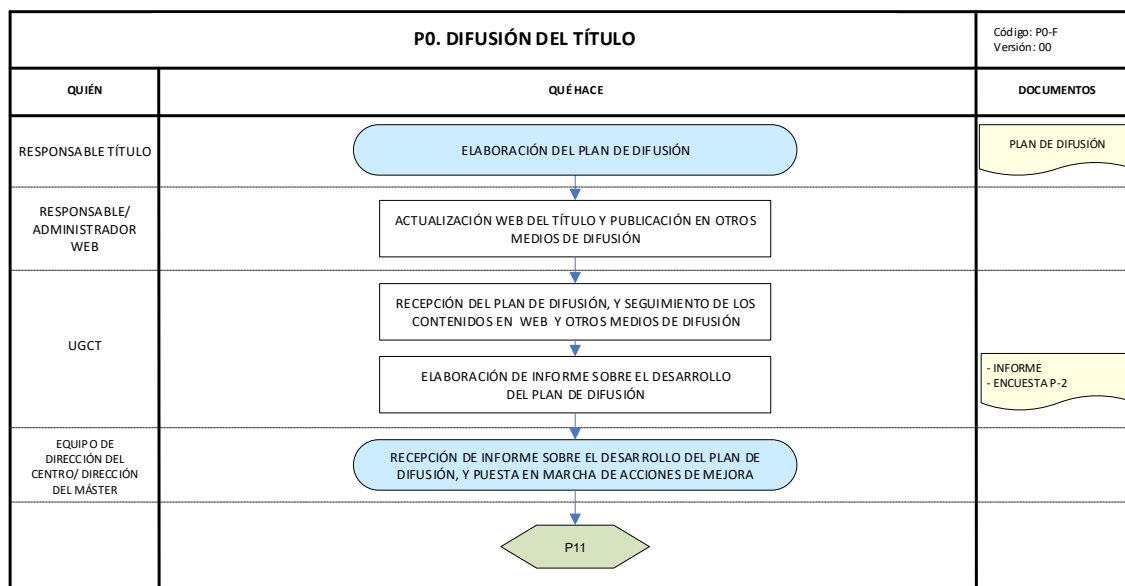 P0. DIFUSIÓN DEL TÍTULO
Código: P0-F
Versión: 00
QUIÉN
QUÉ HACE
DOCUMENTOS
RESPONSABLE TÍTULO
ELABORACIÓN DEL PLAN DE DIFUSIÓN
PLAN DE DIFUSIÓN
RESPONSABLE/
ADMINISTRADOR
WEB
ACTUALIZACIÓN WEB DEL TÍTULO Y PUBLICACIÓN EN OTROS
MEDIOS DE DIFUSIÓN
UGCT
RECEPCIÓN DEL PLAN DE DIFUSIÓN, Y SEGUIMIENTO DE LOS
CONTENIDOS EN WEB Y OTROS MEDIOS DE DIFUSIÓN
ELABORACIÓN DE INFORME SOBRE EL DESARROLLO
DEL PLAN DE DIFUSIÓN
- INFORME
- ENCUESTA P-2
EQUIPO DE
DIRECCIÓN DEL
CENTRO/ DIRECCIÓN
DEL MÁSTER
RECEPCIÓN DE INFORME SOBRE EL DESARROLLO DEL PLAN DE
DIFUSIÓN, Y PUESTA EN MARCHA DE ACCIONES DE MEJORA
P11